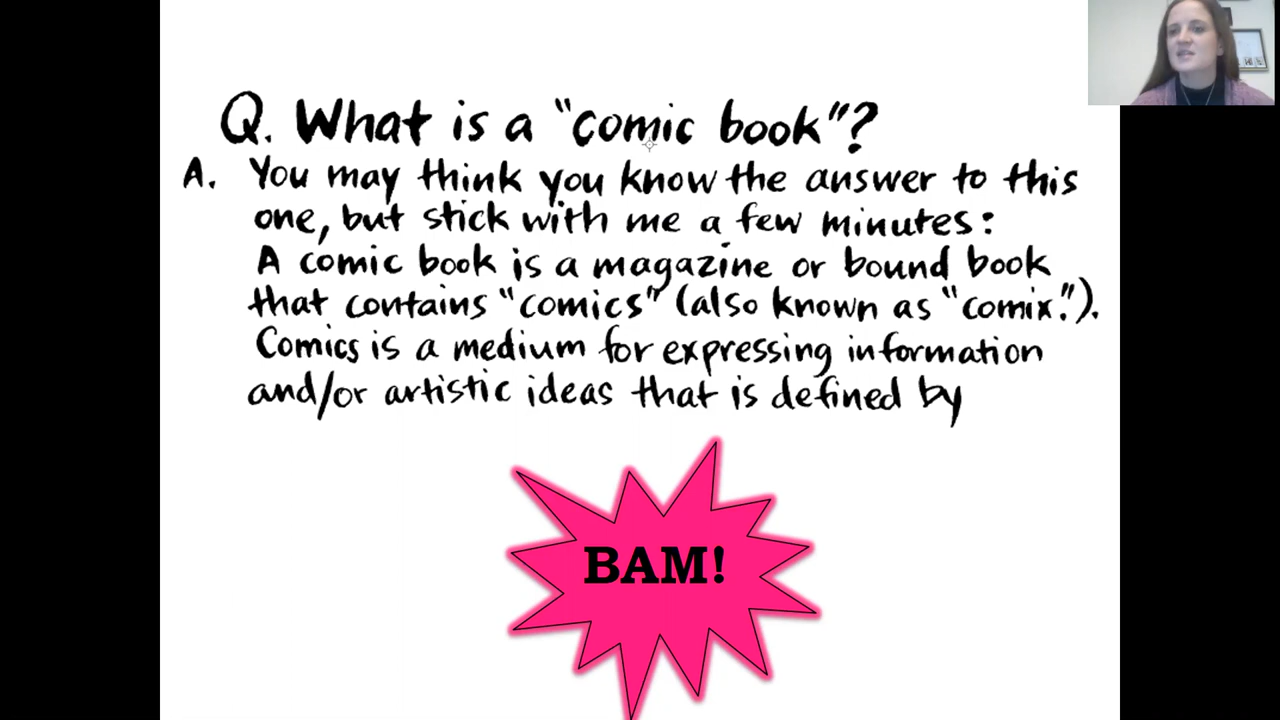 Q. What is a "comic book"?
A. You may think you know the answer to this
one, but stick with me a few minutes:
A comic book is a magazine or bound book
that contains "comics" (also known as "comix".).
Comics is a medium for expressing information
and/or artistic ideas that is defined by
BAM!